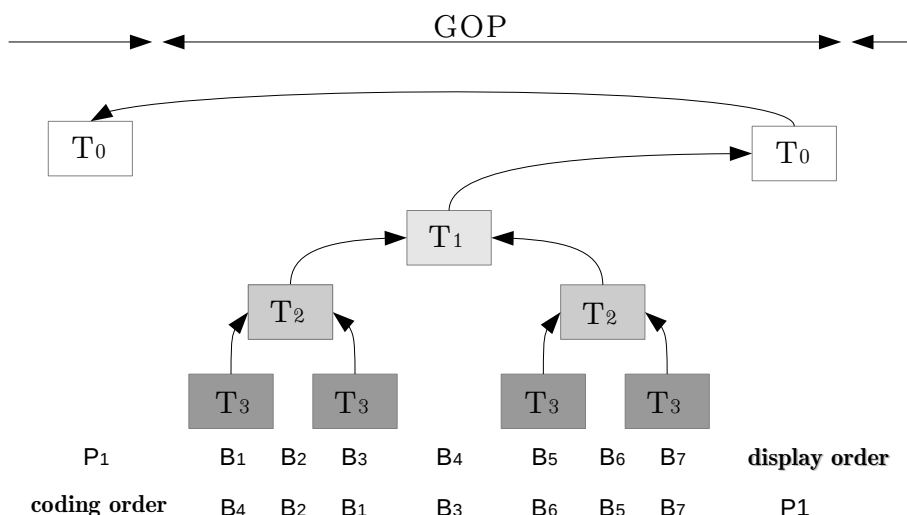 GOP
T0 T0
T1
T2 T2
T3 T3 T3 T3
P1 B1 B2 B3 B4 B5 B6 B7 display order
coding order B4 B2 B1 B3 B6 B5 B7 P1